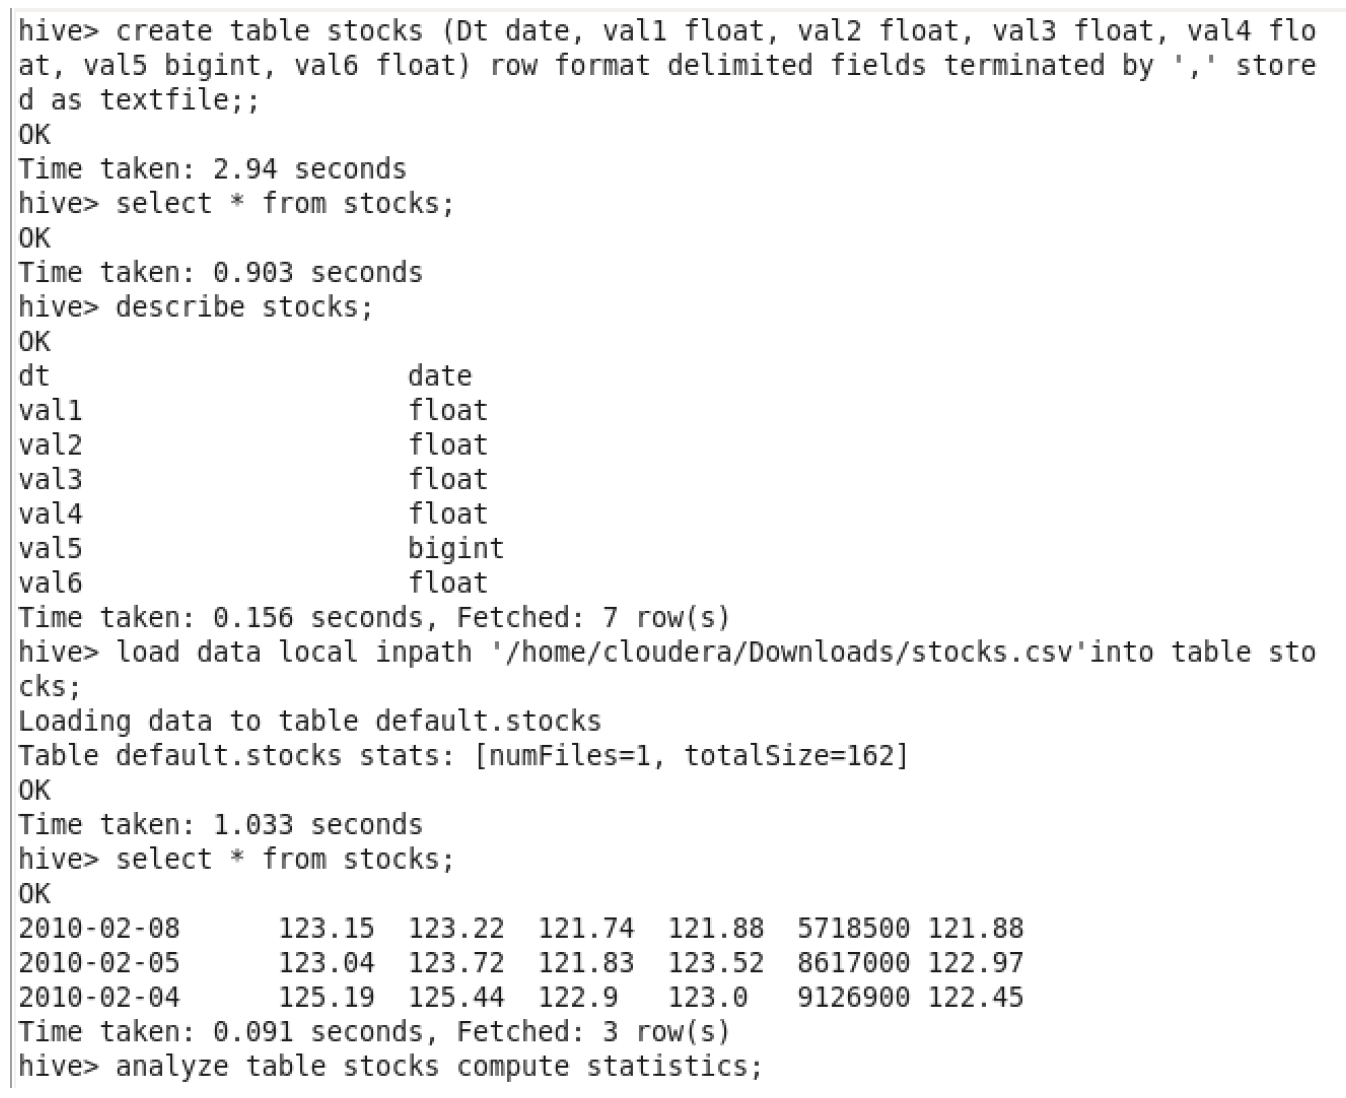 hive> create table stocks (Dt date, val1 float, val2 float, val3 float, val4 flo
at, val5 bigint, val6 float) row format delimited fields terminated by ',' store
d as textfile;;
OK
Time taken: 2.94 seconds
hive> select * from stocks;
OK
Time taken: 0.903 seconds
hive> describe stocks;
OK
dt                      date
val1                    float
val2                    float
val3                    float
val4                    float
val5                    bigint
val6                    float
Time taken: 0.156 seconds, Fetched: 7 row(s)
hive> load data local inpath '/home/cloudera/Downloads/stocks.csv'into table sto
cks;
Loading data to table default.stocks
Table default.stocks stats: [numFiles=1, totalSize=162]
OK
Time taken: 1.033 seconds
hive> select * from stocks;
OK
2010-02-08      123.15  123.22  121.74  121.88  5718500 121.88
2010-02-05      123.04  123.72  121.83  123.52  8617000 122.97
2010-02-04      125.19  125.44  122.9   123.0   9126900 122.45
Time taken: 0.091 seconds, Fetched: 3 row(s)
hive> analyze table stocks compute statistics;